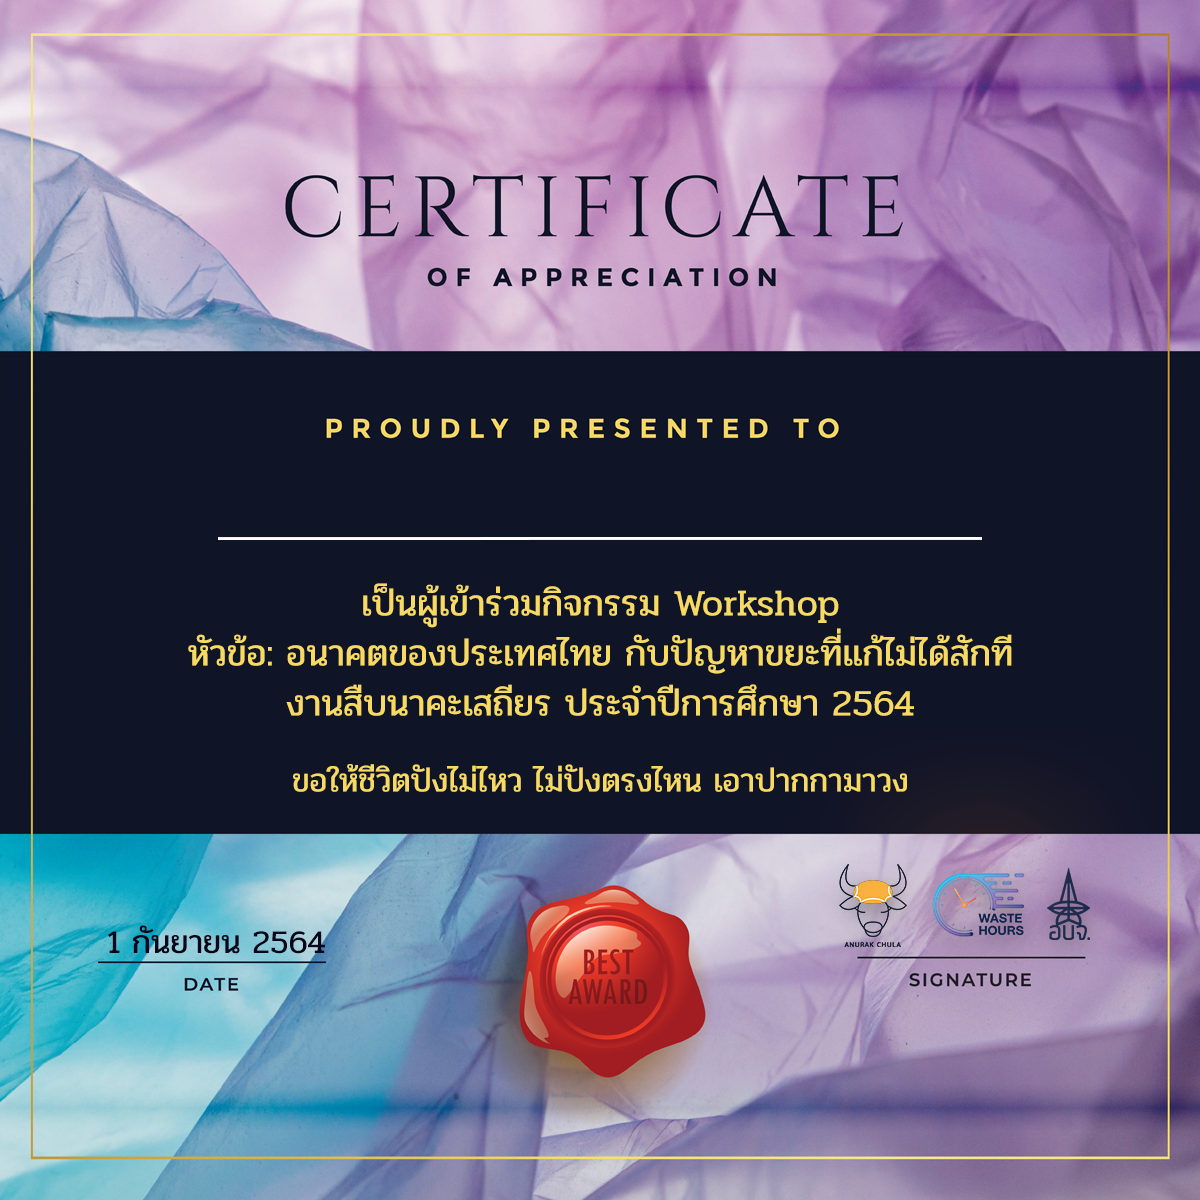 CERTIFICATE
OF APPRECIATION
PROUDLY PRESENTED TO
เป็นผู้เข้าร่วมกิจกรรม Workshop
หัวข้อ: อนาคตของประเทศไทย กับปัญหาขยะที่แก้ไม่ได้สักที
งานสืบนาคะเสถียร ประจำปีการศึกษา 2564
ขอให้ชีวิตปังไม่ไหว ไม่ปังตรงไหน เอาปากกามาวง
1 กันยายน 2564
DATE
BEST
AWARD
ANURAK CHULA
WASTE
HOURS
อบจ.
SIGNATURE